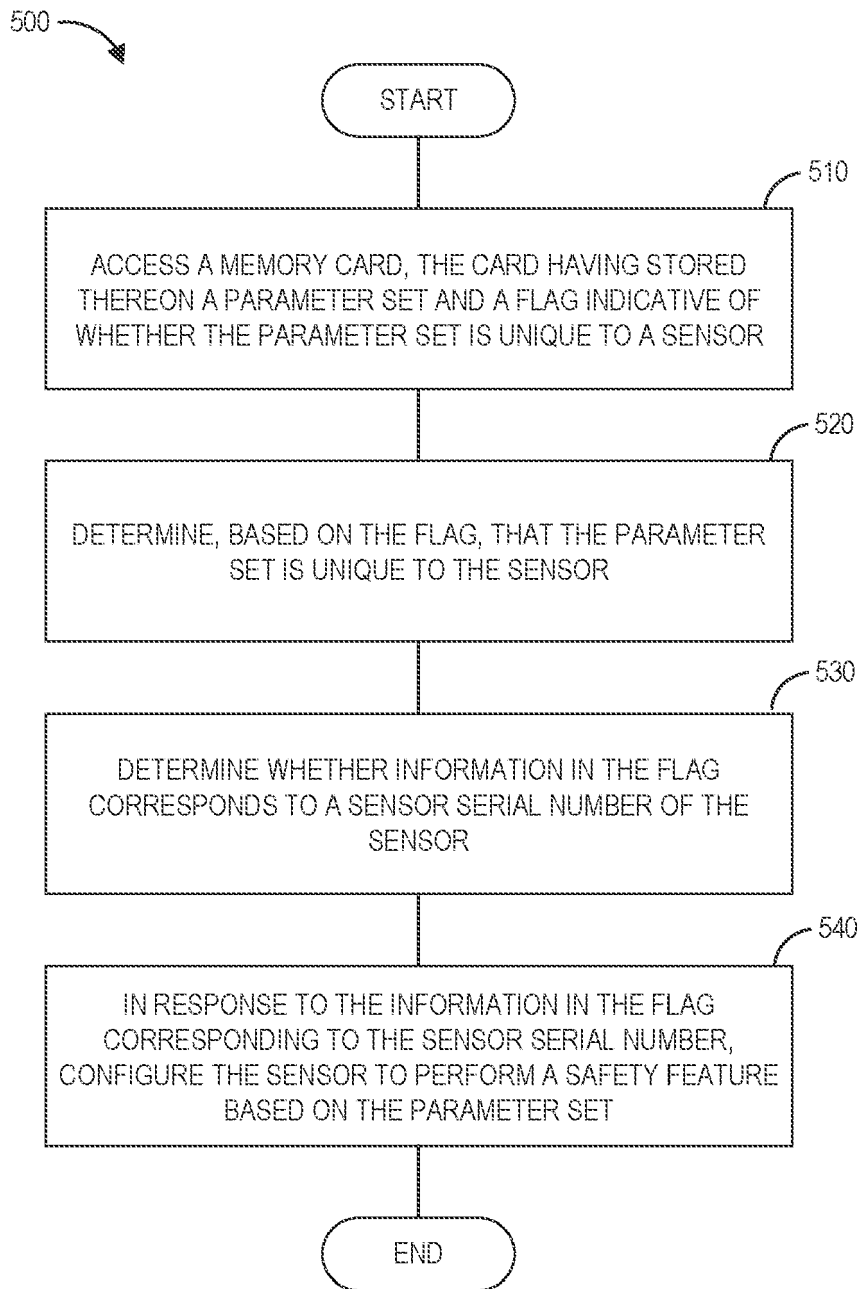 500
START
510
ACCESS A MEMORY CARD, THE CARD HAVING STORED
THEREON A PARAMETER SET AND A FLAG INDICATIVE OF
WHETHER THE PARAMETER SET IS UNIQUE TO A SENSOR
520
DETERMINE, BASED ON THE FLAG, THAT THE PARAMETER
SET IS UNIQUE TO THE SENSOR
530
DETERMINE WHETHER INFORMATION IN THE FLAG
CORRESPONDS TO A SENSOR SERIAL NUMBER OF THE
SENSOR
540
IN RESPONSE TO THE INFORMATION IN THE FLAG
CORRESPONDING TO THE SENSOR SERIAL NUMBER,
CONFIGURE THE SENSOR TO PERFORM A SAFETY FEATURE
BASED ON THE PARAMETER SET
END